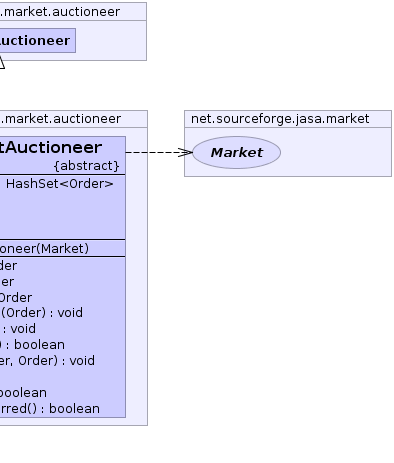 .market.auctioneer
Auctioneer
.market.auctioneer
net.sourceforge.jasa.market
tAuctioneer
{abstract}
Market
HashSet<Order>
oneer(Market)
der
er
Order
(Order) : void
: void
) : boolean
er, Order) : void
boolean
rred() : boolean